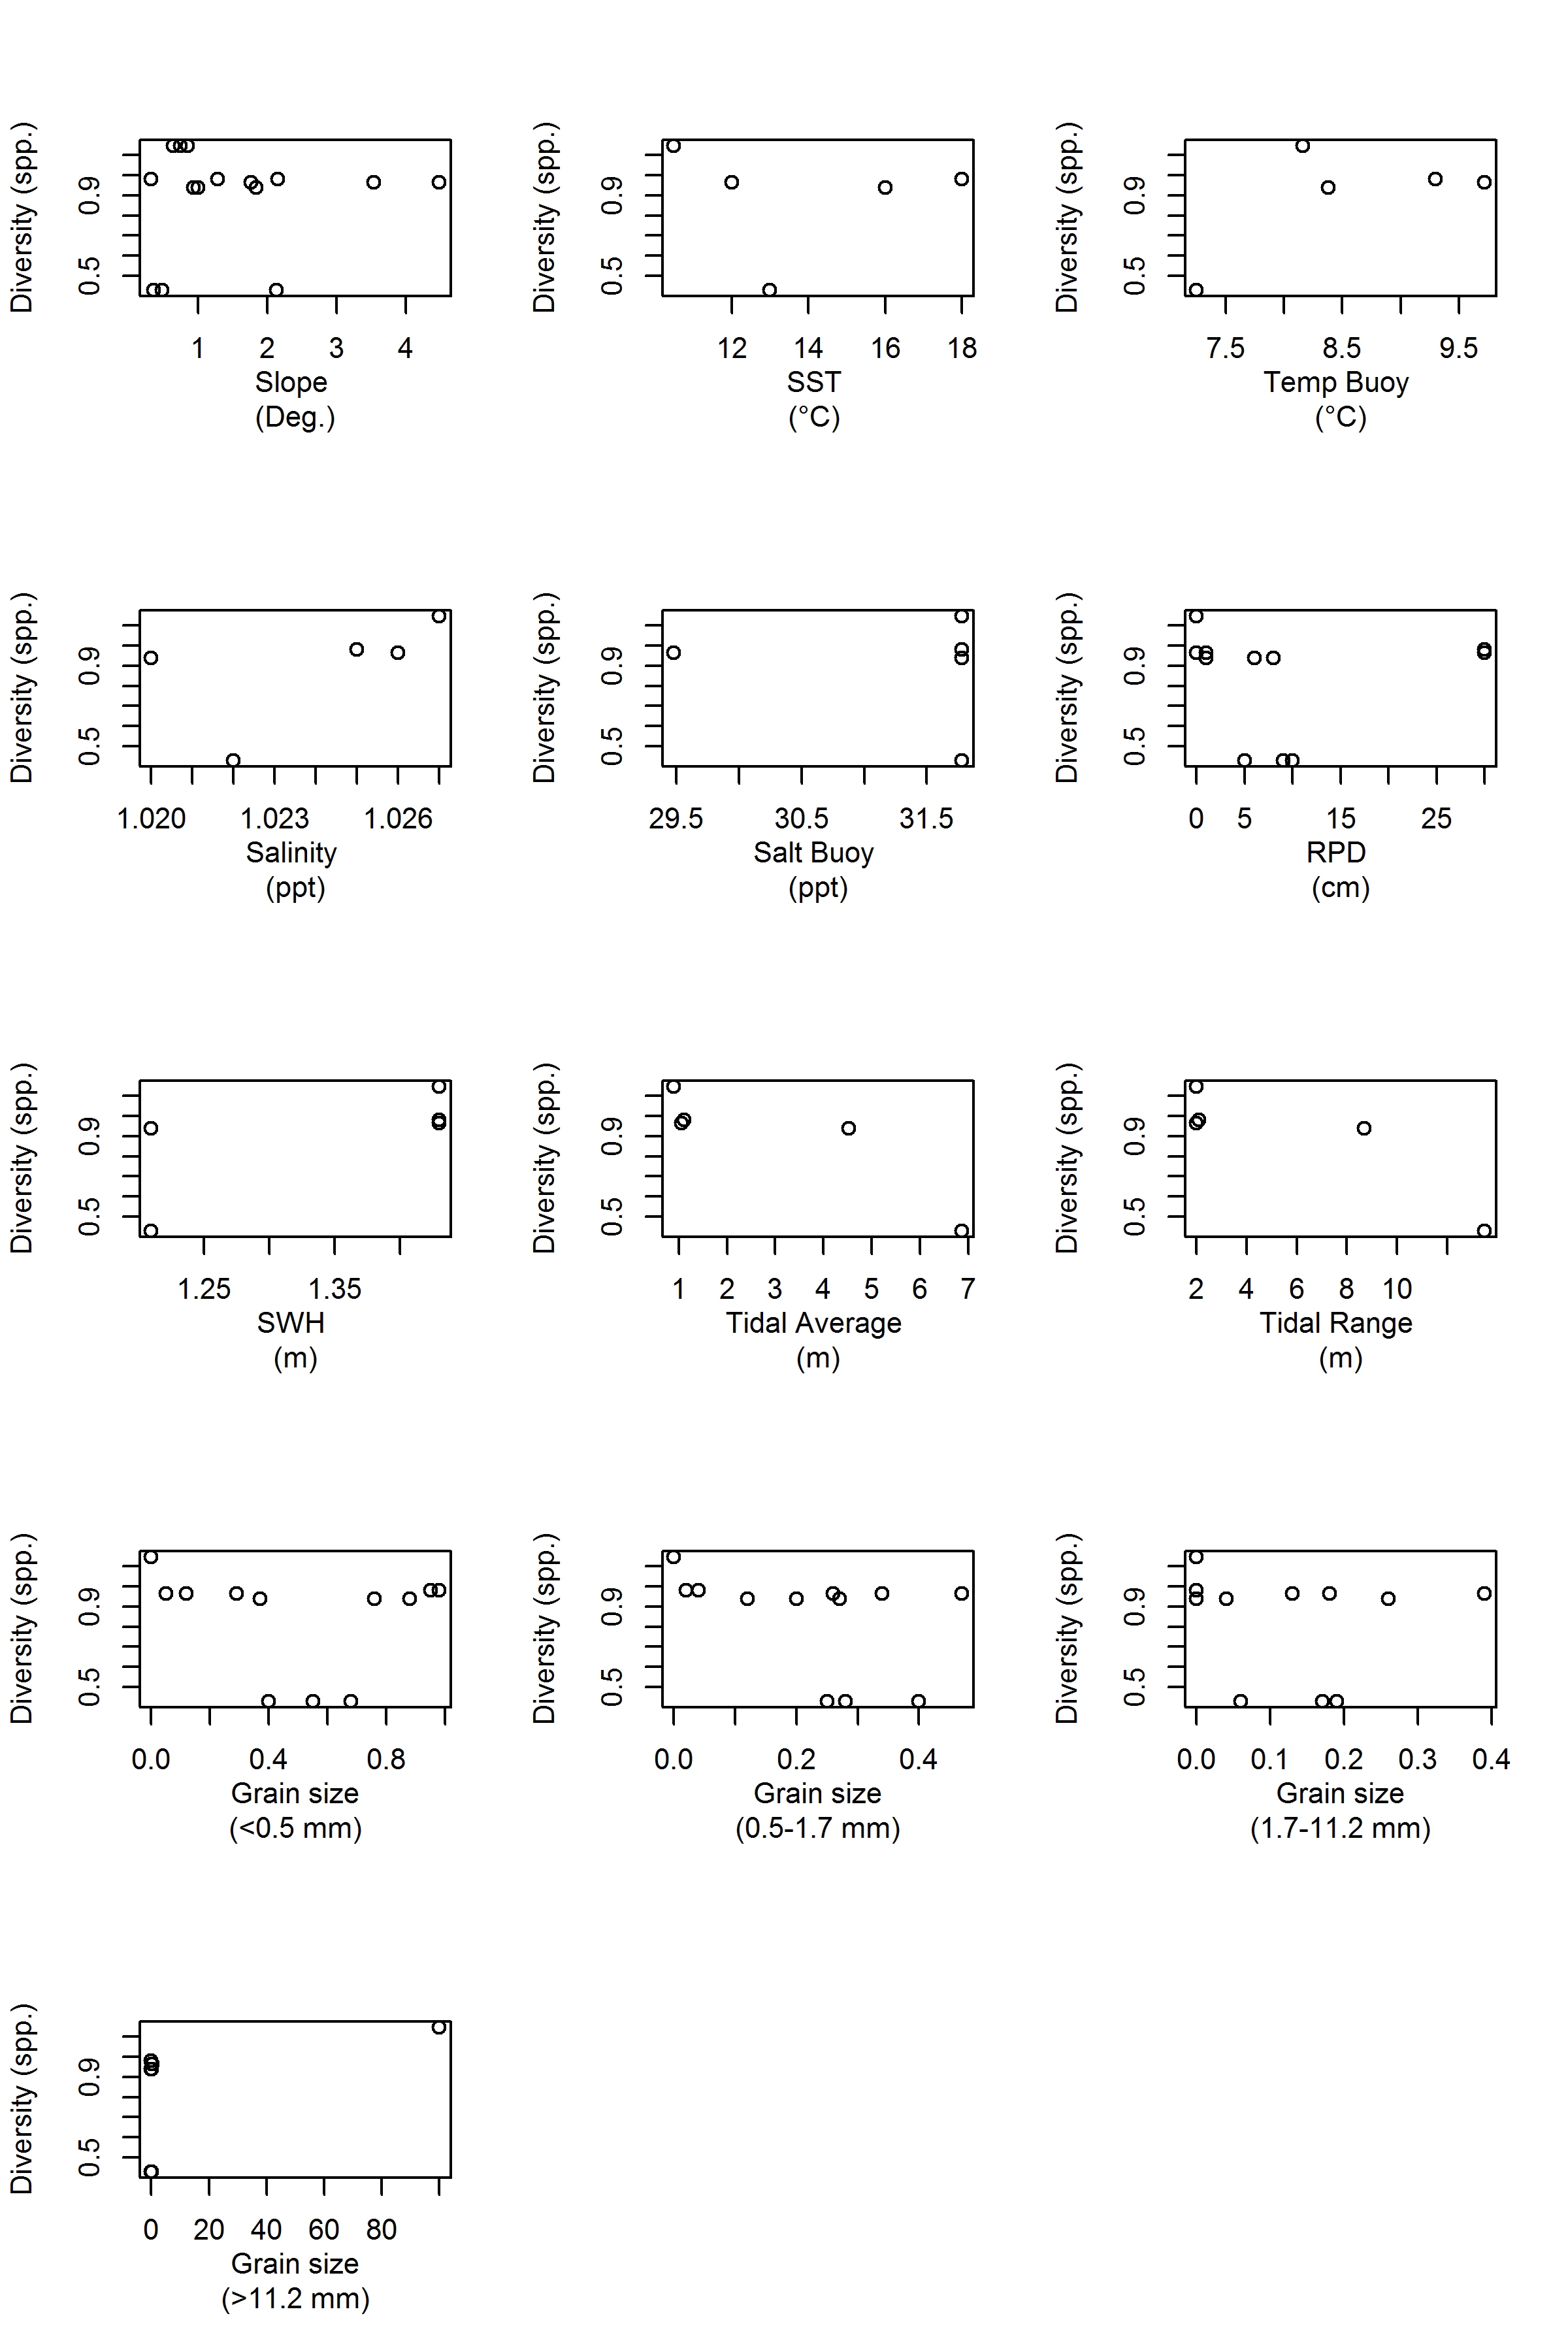 Diversity (spp.)
0.5 0.9
1 2 3 4
Slope
(Deg.)
Diversity (spp.)
0.5 0.9
12 14 16 18
SST
(°C)
Diversity (spp.)
0.5 0.9
7.5 8.5 9.5
Temp Buoy
(°C)
Diversity (spp.)
0.5 0.9
1.020 1.023 1.026
Salinity
(ppt)
Diversity (spp.)
0.5 0.9
29.5 30.5 31.5
Salt Buoy
(ppt)
Diversity (spp.)
0.5 0.9
0 5 15 25
RPD
(cm)
Diversity (spp.)
0.5 0.9
1.25 1.35
SWH
(m)
Diversity (spp.)
0.5 0.9
1 2 3 4 5 6 7
Tidal Average
(m)
Diversity (spp.)
0.5 0.9
2 4 6 8 10
Tidal Range
(m)
Diversity (spp.)
0.5 0.9
0.0 0.4 0.8
Grain size
(<0.5 mm)
Diversity (spp.)
0.5 0.9
0.0 0.2 0.4
Grain size
(0.5-1.7 mm)
Diversity (spp.)
0.5 0.9
0.0 0.1 0.2 0.3 0.4
Grain size
(1.7-11.2 mm)
Diversity (spp.)
0.5 0.9
0 20 40 60 80
Grain size
(>11.2 mm)